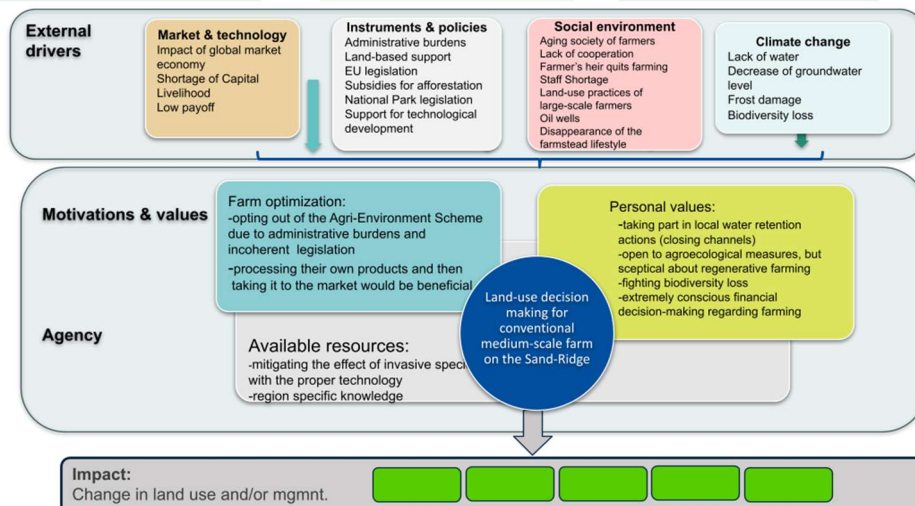 External
drivers
Market & technology
Impact of global market
economy
Shortage of Capital
Livelihood
Low payoff
Instruments & policies
Administrative burdens
Land-based support
EU legislation
Subsidies for afforestation
National Park legislation
Support for technological
development
Social environment
Aging society of farmers
Lack of cooperation
Farmer's heir quits farming
Staff Shortage
Land-use practices of
large-scale farmers
Oil wells
Disappearance of the
farmstead lifestyle
Climate change
Lack of water
Decrease of groundwater
level
Frost damage
Biodiversity loss
Motivations & values
Farm optimization:
-opting out of the Agri-Environment Scheme
due to administrative burdens and
incoherent legislation
-processing their own products and then
taking it to the market would be beneficial
Personal values:
-taking part in local water retention
actions (closing channels)
-open to agroecological measures, but
sceptical about regenerative farming
-fighting biodiversity loss
-extremely conscious financial
decision-making regarding farming
Land-use decision
making for
conventional
medium-scale farm
on the Sand-Ridge
Agency
Available resources:
-mitigating the effect of invasive speci
with the proper technology
-region specific knowledge
Impact:
Change in land use and/or mgmnt.